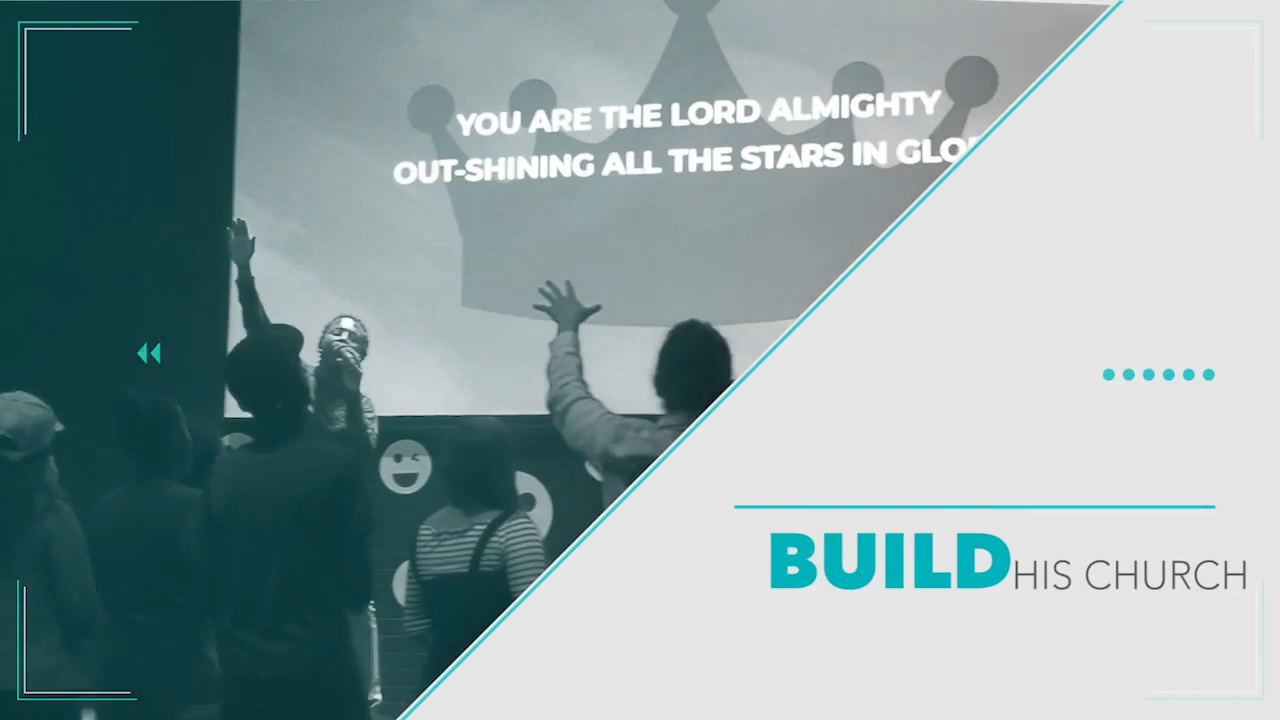 YOU ARE THE LORD ALMIGHTY
OUT-SHINING ALL THE STARS IN
BUILD HIS CHURCH